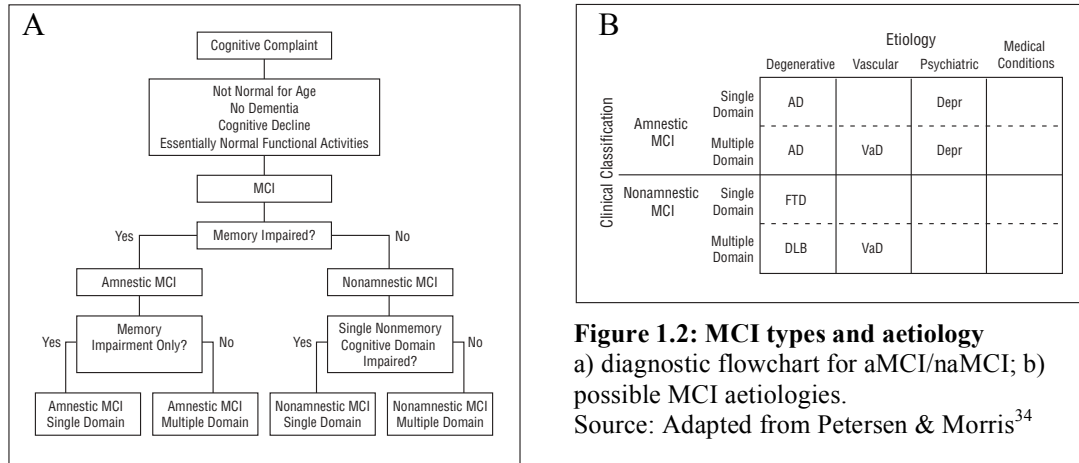 A
Cognitive Complaint
Not Normal for Age
No Dementia
Cognitive Decline
Essentially Normal Functional Activities
MCI
Yes
Memory Impaired?
No
Amnestic MCI
Nonamnestic MCI
Yes
Memory
Impairment Only?
No
Yes
Single Nonmemory
Cognitive Domain
Impaired?
No
Amnestic MCI
Single Domain
Amnestic MCI
Multiple Domain
Nonamnestic MCI
Single Domain
Nonamnestic MCI
Multiple Domain
B
Etiology
Degenerative Vascular Psychiatric Medical
Conditions
Clinical Classification
Amnestic
MCI
Single
Domain
AD Depr
Multiple
Domain
AD VaD Depr
Nonamnestic
MCI
Single
Domain
FTD
Multiple
Domain
DLB VaD
Figure 1.2: MCI types and aetiology
a) diagnostic flowchart for aMCI/naMCI; b)
possible MCI aetiologies.
Source: Adapted from Petersen & Morris34